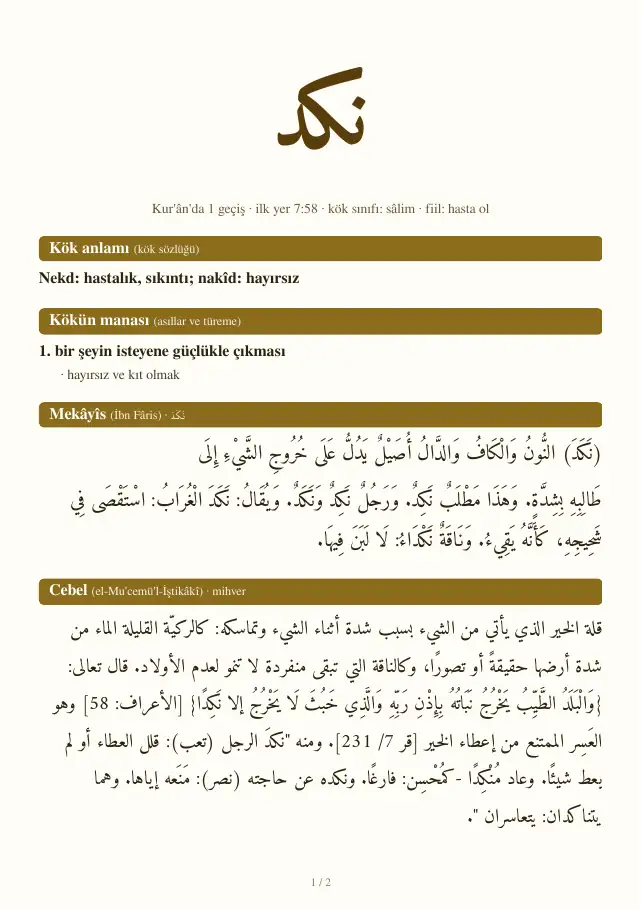 نكد
Kur'ân'da 1 geçiş · ilk yer 7:58 · kök sınıfı: sâlim · fiil: hasta ol
Kök anlamı (kök sözlüğü)
Nekd: hastalık, sıkıntı; nakîd: hayırsız
Kökün manası (asıllar ve türeme)
1. bir şeyin isteyene güçlükle çıkması
· hayırsız ve kıt olmak
Mekâyîs (İbn Fâris) · نَكَدَ
(نَكَدَ) النُّونُ وَالْكَافُ وَالدَّالُ أُصَيْلٌ يَدُلُّ عَلَى خُرُوجِ الشَّيْءِ إِلَى
طَالِبِهِ بِشِدَّةٍ. وَهَذَا مَطْلَبٌ نَكِدٌ. وَرَجُلٌ نَكِدٌ وَنَكَدٌ. وَيُقَالُ: نَكَدَ الْغُرَابُ: اسْتَقْصَى فِي
شَحِيجِهِ، كَأَنَّهُ يَقِيءُ. وَنَاقَةٌ نَكْدَاءُ: لَا لَبَنَ فِيهَا.
Cebel (el-Mu'cemü'l-İştikâkî) · mihver
قلة الخير الذي يأتي من الشيء بسبب شدة أثناء الشيء وتماسكه: كالركيّة القليلة الماء من
شدة أرضها حقيقةً أو تصورًا، وكالناقة التي تبقى منفردة لا تنمو لعدم الأولاد. قال تعالى:
{وَالْبَلَدُ الطَّيِّبُ يَخْرُجُ نَبَاتُهُ بِإِذْنِ رَبِّهِ وَالَّذِي خَبُثَ لَا يَخْرُجُ إلا نَكِدًا} [الأعراف: 58] وهو
العَسِر الممتنع من إعطاء الخير [قر 7/ 231]. ومنه "نكدَ الرجل (تعب): قلل العطاء أو لم
يعط شيئًا. وعاد مُنْكِدًا -كمُحْسِن: فارغًا. ونكده عن حاجته (نصر): مَنَعه إياها. وهما
يتناكدان: يتعاسران ".
1 / 2